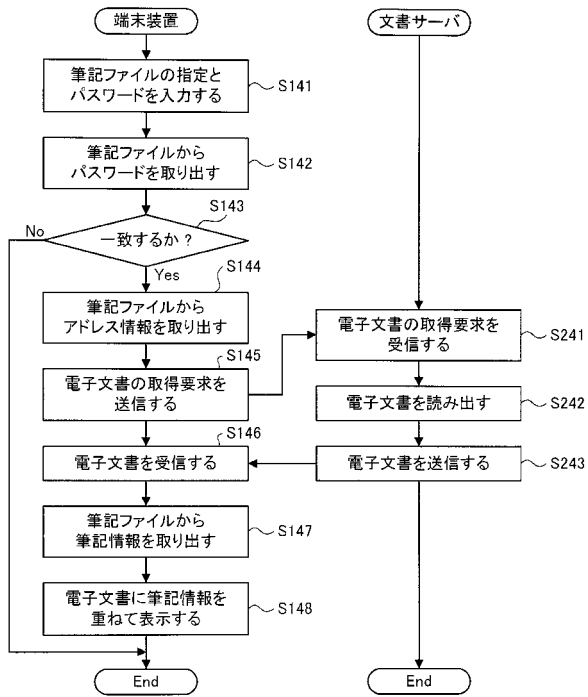 端末装置
筆記ファイルの指定と
パスワードを入力する
S141
筆記ファイルから
パスワードを取り出す
S142
S143
No
一致するか？
Yes
S144
筆記ファイルから
アドレス情報を取り出す
S145
電子文書の取得要求を
送信する
S146
電子文書を受信する
筆記ファイルから
筆記情報を取り出す
S147
電子文書に筆記情報を
重ねて表示する
S148
End
文書サーバ
電子文書の取得要求を
受信する
S241
電子文書を読み出す
S242
電子文書を送信する
S243
End